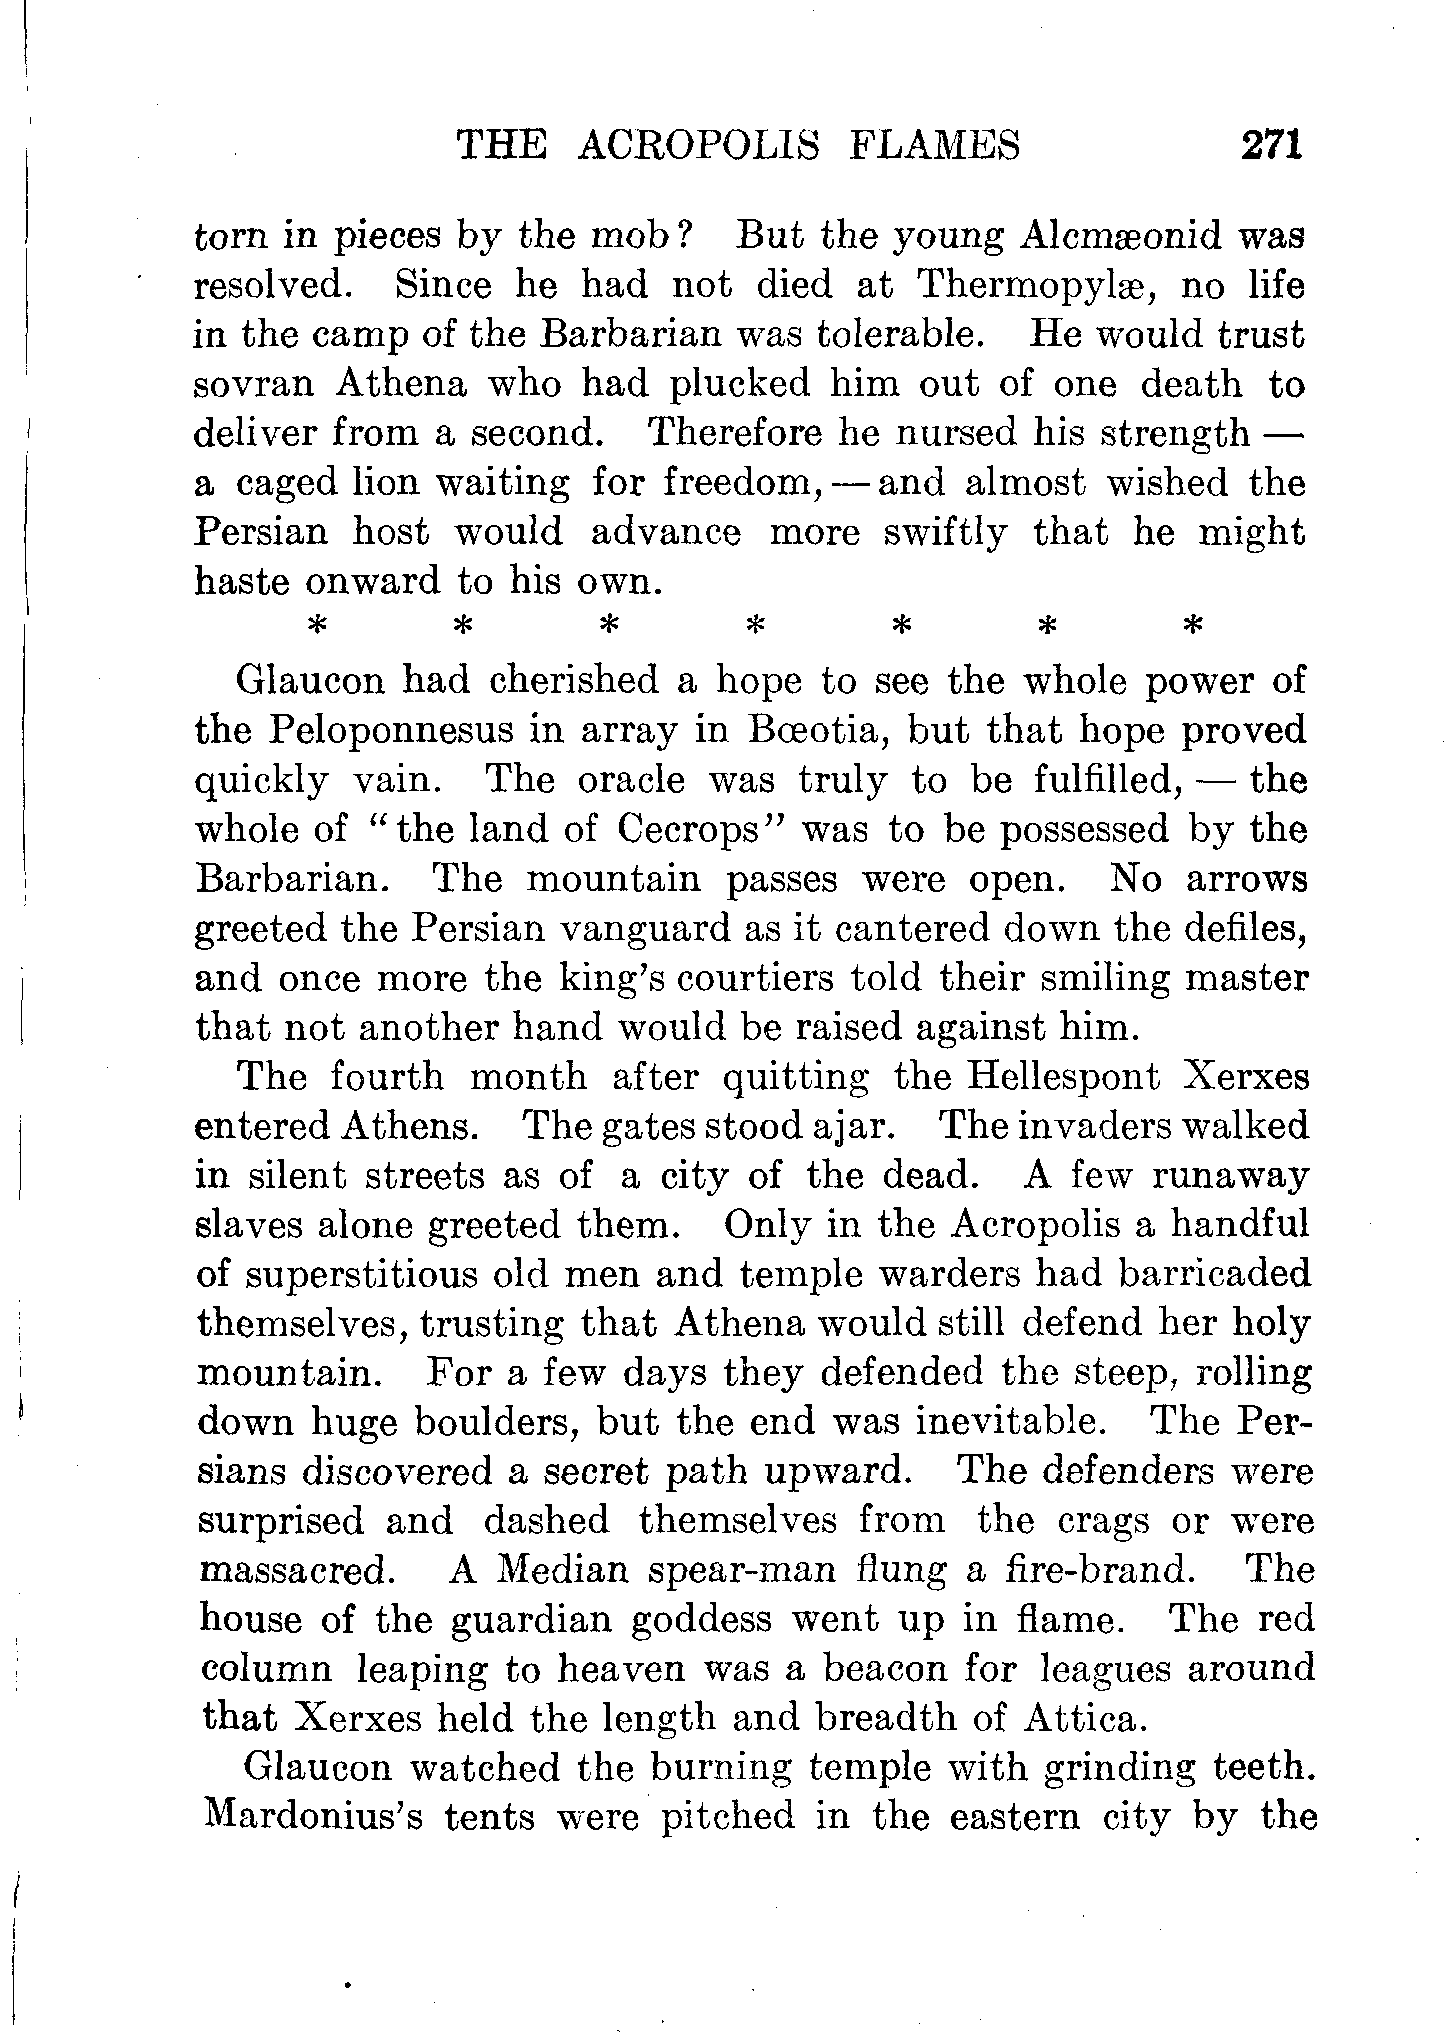 THE ACROPOLIS FLAMES 271
torn in pieces by the mob? But the young Alcmæonid was
resolved. Since he had not died at Thermopylæ, no life
in the camp of the Barbarian was tolerable. He would trust
sovran Athena who had plucked him out of one death to
deliver from a second. Therefore he nursed his strength —
a caged lion waiting for freedom, — and almost wished the
Persian host would advance more swiftly that he might
haste onward to his own.
* * * * * * *
Glaucon had cherished a hope to see the whole power of
the Peloponnesus in array in Bœotia, but that hope proved
quickly vain. The oracle was truly to be fulfilled, — the
whole of "the land of Cecrops" was to be possessed by the
Barbarian. The mountain passes were open. No arrows
greeted the Persian vanguard as it cantered down the defiles,
and once more the king's courtiers told their smiling master
that not another hand would be raised against him.
The fourth month after quitting the Hellespont Xerxes
entered Athens. The gates stood ajar. The invaders walked
in silent streets as of a city of the dead. A few runaway
slaves alone greeted them. Only in the Acropolis a handful
of superstitious old men and temple warders had barricaded
themselves, trusting that Athena would still defend her holy
mountain. For a few days they defended the steep, rolling
down huge boulders, but the end was inevitable. The Per-
sians discovered a secret path upward. The defenders were
surprised and dashed themselves from the crags or were
massacred. A Median spear-man flung a fire-brand. The
house of the guardian goddess went up in flame. The red
column leaping to heaven was a beacon for leagues around
that Xerxes held the length and breadth of Attica.
Glaucon watched the burning temple with grinding teeth.
Mardonius's tents were pitched in the eastern city by the